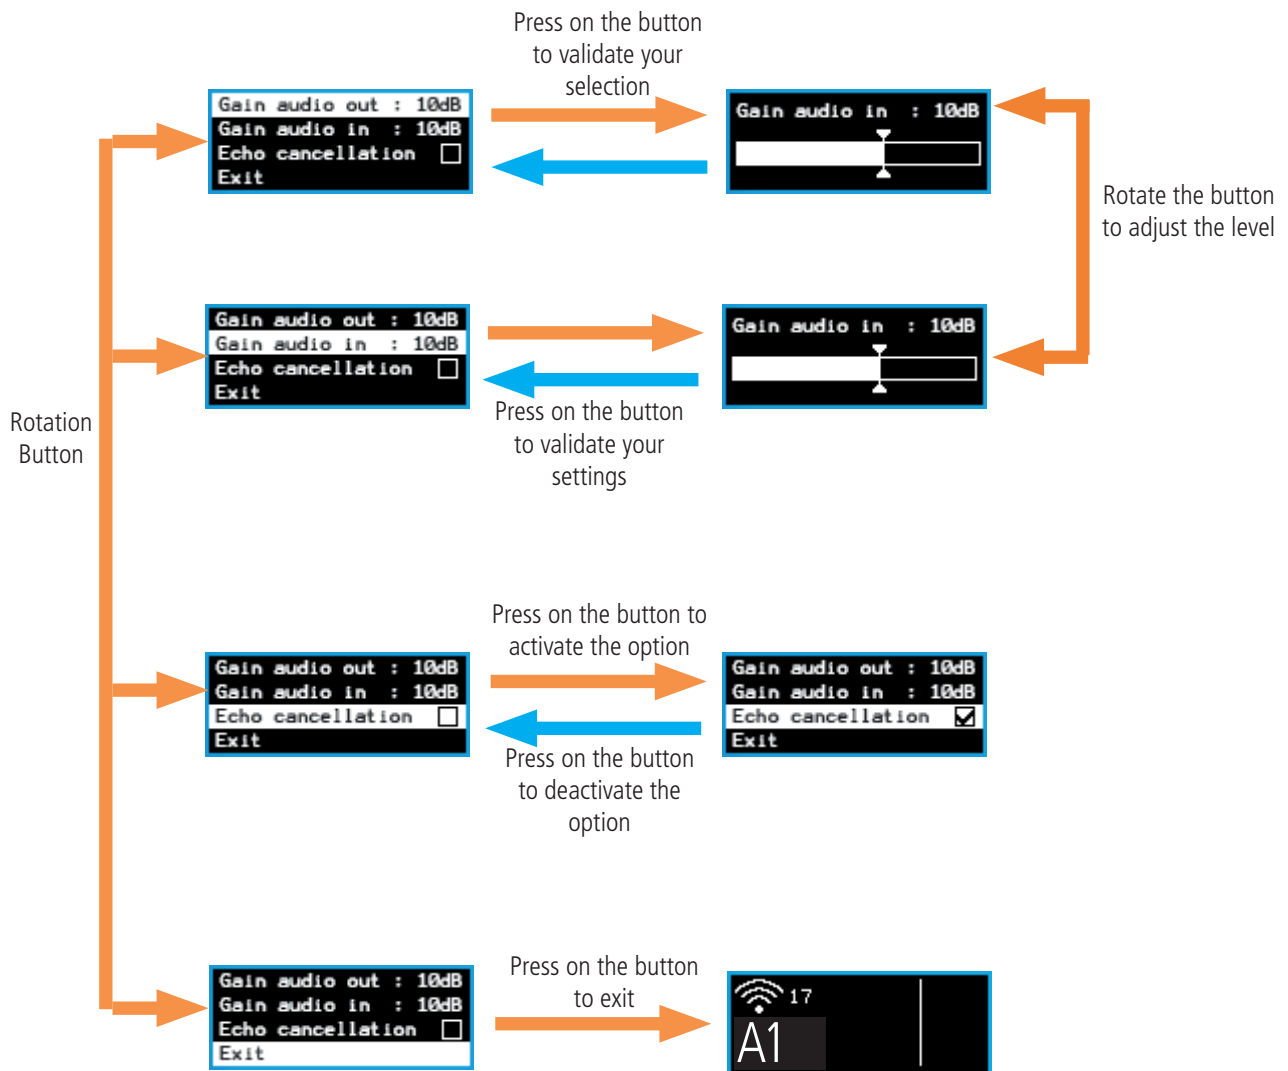 Press on the button
to validate your
selection
Gain audio out : 10dB
Gain audio in : 10dB
Echo cancellation
Exit
Gain audio in : 10dB
Rotate the button
to adjust the level
Gain audio out : 10dB
Gain audio in : 10dB
Echo cancellation
Exit
Gain audio in : 10dB
Press on the button
to validate your
settings
Rotation
Button
Press on the button to
activate the option
Gain audio out : 10dB
Gain audio in : 10dB
Echo cancellation
Exit
Gain audio out : 10dB
Gain audio in : 10dB
Echo cancellation
Exit
Press on the button
to deactivate the
option
Gain audio out : 10dB
Gain audio in : 10dB
Echo cancellation
Exit
Press on the button
to exit
17
A1